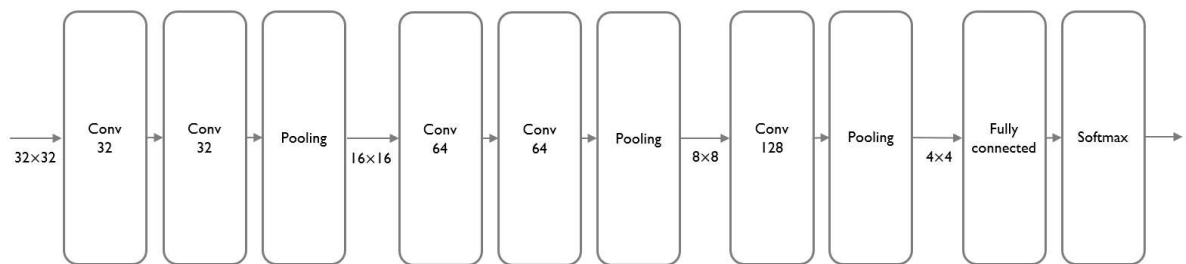 32×32
Conv
32
Conv
32
Pooling
16×16
Conv
64
Conv
64
Pooling
8×8
Conv
128
Pooling
4×4
Fully
connected
Softmax